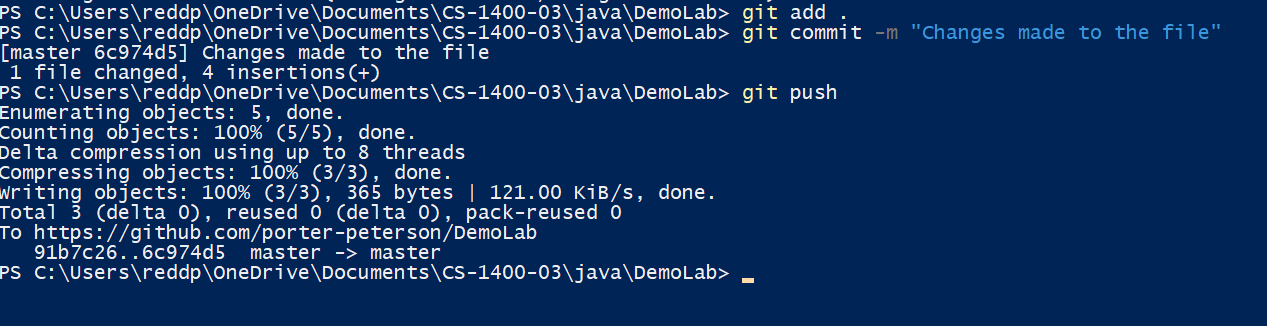 PS C:\Users\reddp\OneDrive\Documents\CS-1400-03\java\DemoLab> git add .
PS C:\Users\reddp\OneDrive\Documents\CS-1400-03\java\DemoLab> git commit -m "Changes made to the file"
[master 6c974d5] Changes made to the file
 1 file changed, 4 insertions(+)
PS C:\Users\reddp\OneDrive\Documents\CS-1400-03\java\DemoLab> git push
Enumerating objects: 5, done.
Counting objects: 100% (5/5), done.
Delta compression using up to 8 threads
Compressing objects: 100% (3/3), done.
Writing objects: 100% (3/3), 365 bytes | 121.00 KiB/s, done.
Total 3 (delta 0), reused 0 (delta 0), pack-reused 0
To https://github.com/porter-peterson/DemoLab
   91b7c26..6c974d5  master -> master
PS C:\Users\reddp\OneDrive\Documents\CS-1400-03\java\DemoLab>